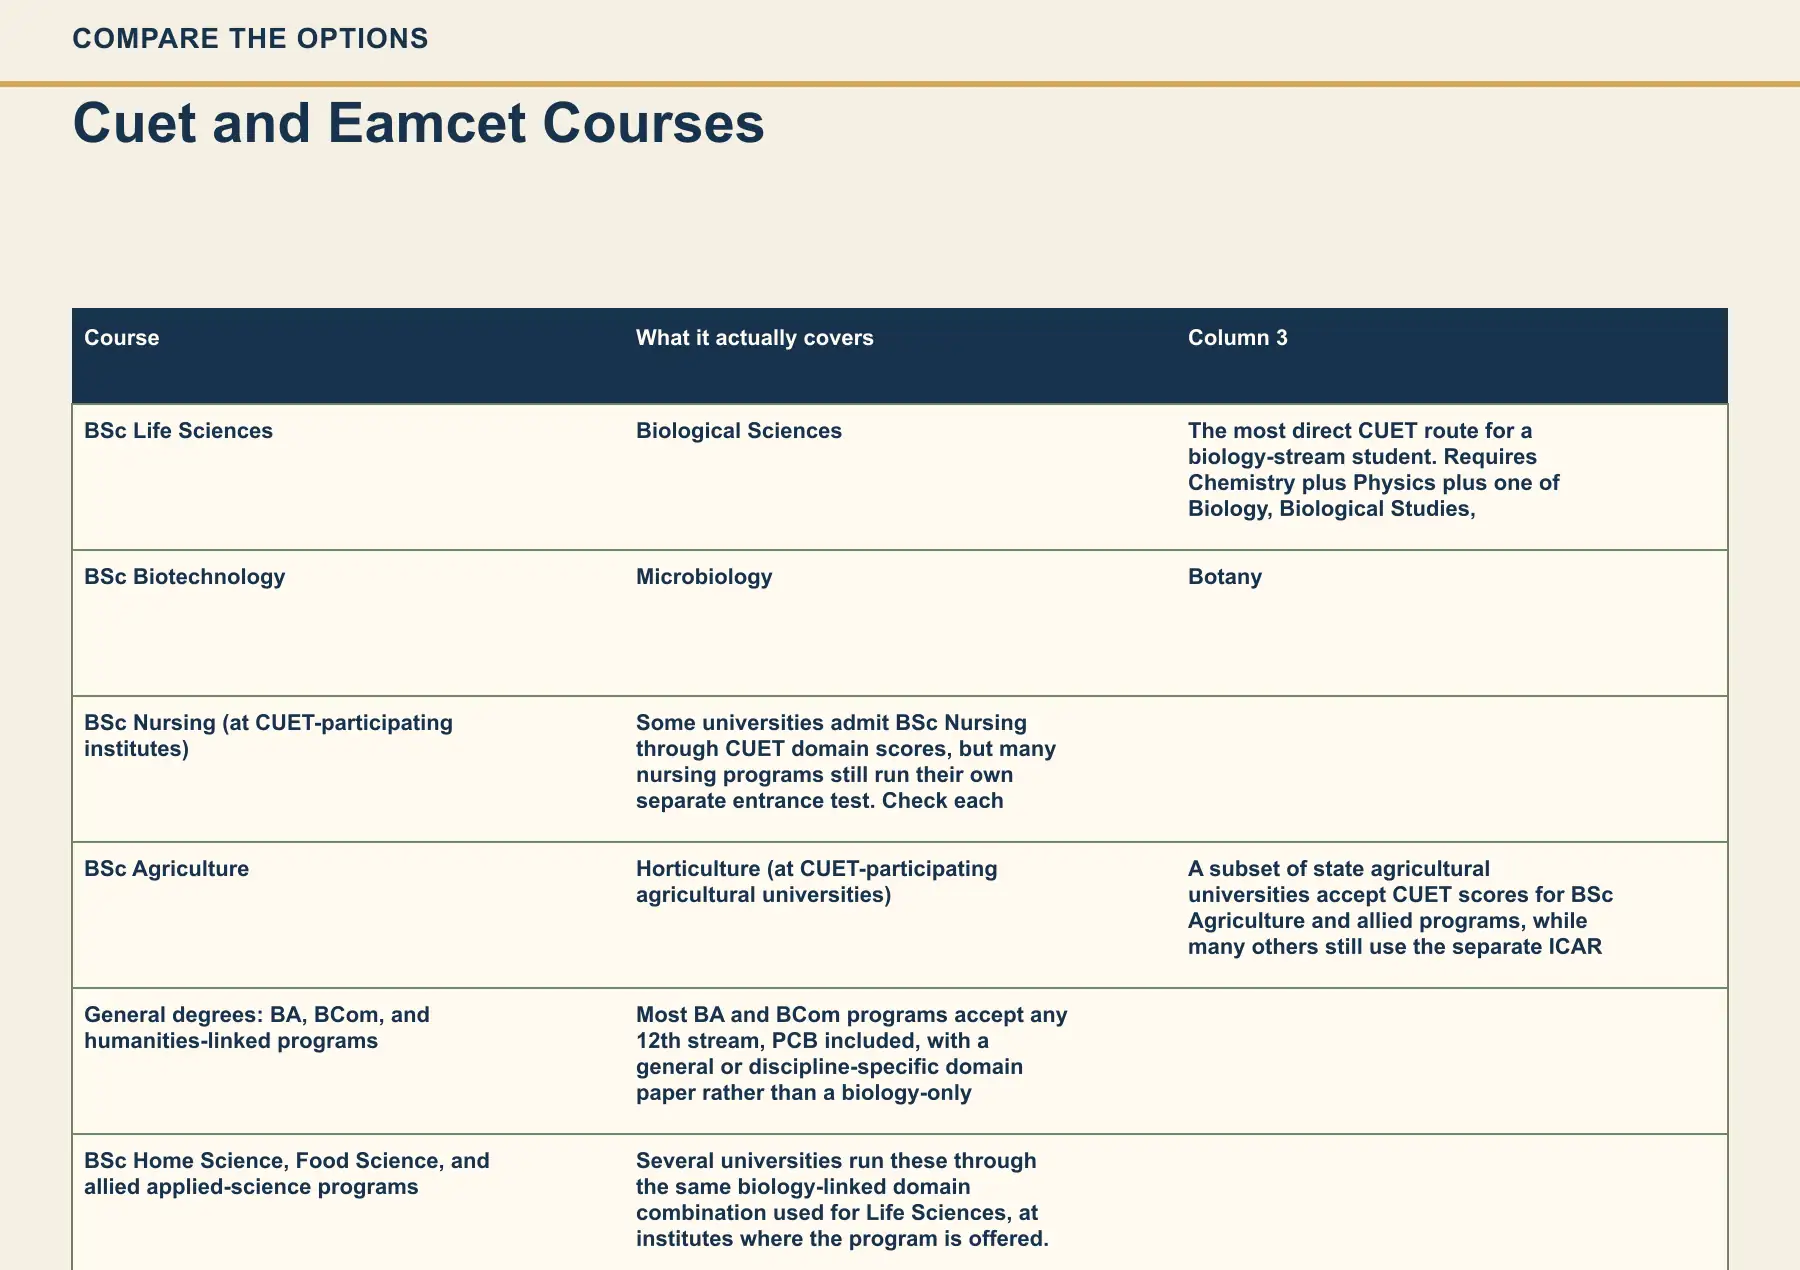 COMPARE THE OPTIONS
Cuet and Eamcet Courses
Course
What it actually covers
Column 3
BSc Life Sciences
Biological Sciences
The most direct CUET route for a
biology-stream student. Requires
Chemistry plus Physics plus one of
Biology, Biological Studies,
BSc Biotechnology
Microbiology
Botany
BSc Nursing (at CUET-participating
institutes)
Some universities admit BSc Nursing
through CUET domain scores, but many
nursing programs still run their own
separate entrance test. Check each
BSc Agriculture
Horticulture (at CUET-participating
agricultural universities)
A subset of state agricultural
universities accept CUET scores for BSc
Agriculture and allied programs, while
many others still use the separate ICAR
General degrees: BA, BCom, and
humanities-linked programs
Most BA and BCom programs accept any
12th stream, PCB included, with a
general or discipline-specific domain
paper rather than a biology-only
BSc Home Science, Food Science, and
allied applied-science programs
Several universities run these through
the same biology-linked domain
combination used for Life Sciences, at
institutes where the program is offered.